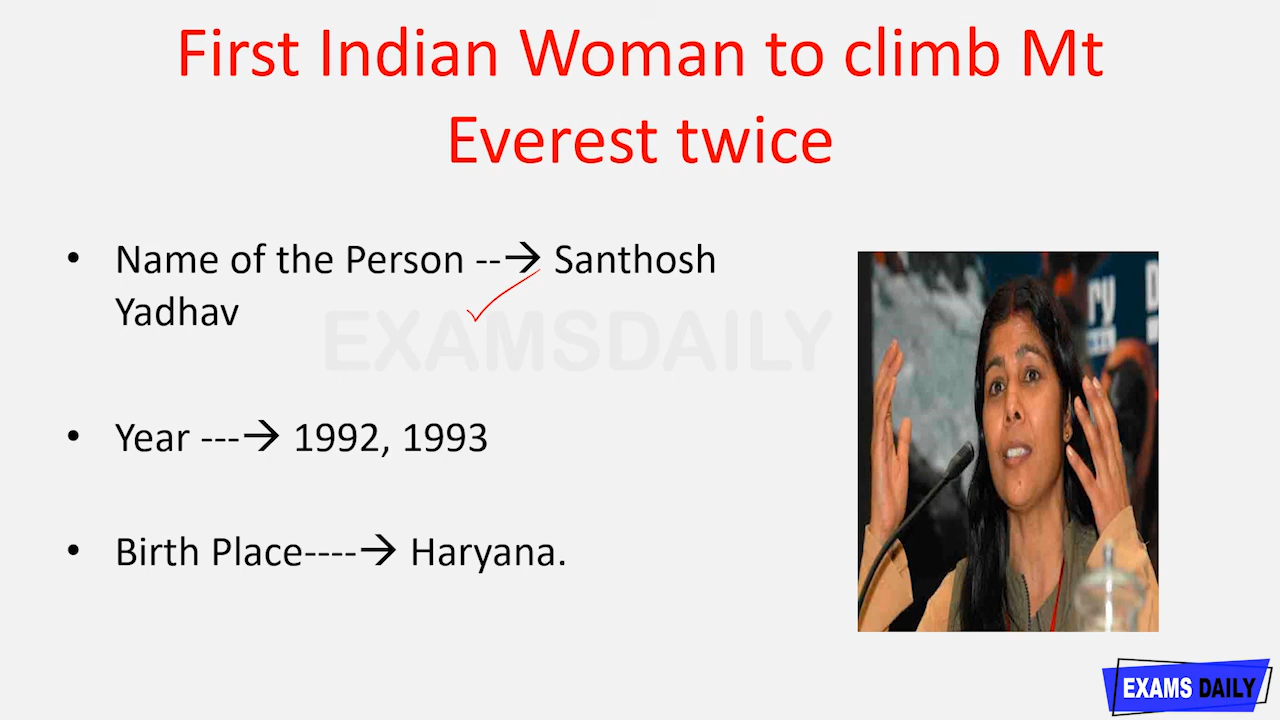 First Indian Woman to climb Mt
Everest twice
• Name of the Person --→ Santhosh
Yadhav
EXAMSDAILY
• Year ---→ 1992, 1993
• Birth Place----→ Haryana.
EXAMS DAILY